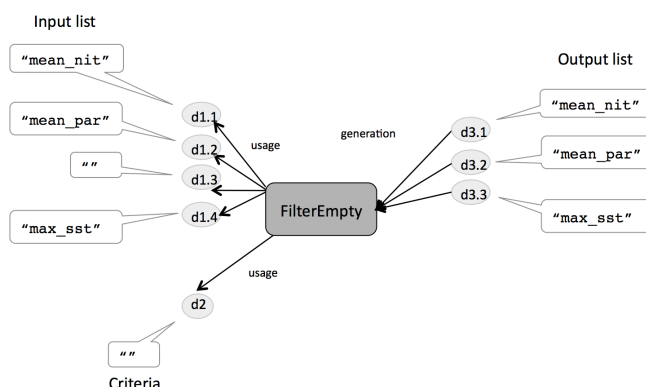 Input list
“mean_nit”
“mean_par”
“”
“max_sst”
d1.1
d1.2
d1.3
d1.4
usage
generation
FilterEmpty
usage
d2
“”
Criteria
Output list
d3.1
d3.2
d3.3
“mean_nit”
“mean_par”
“max_sst”